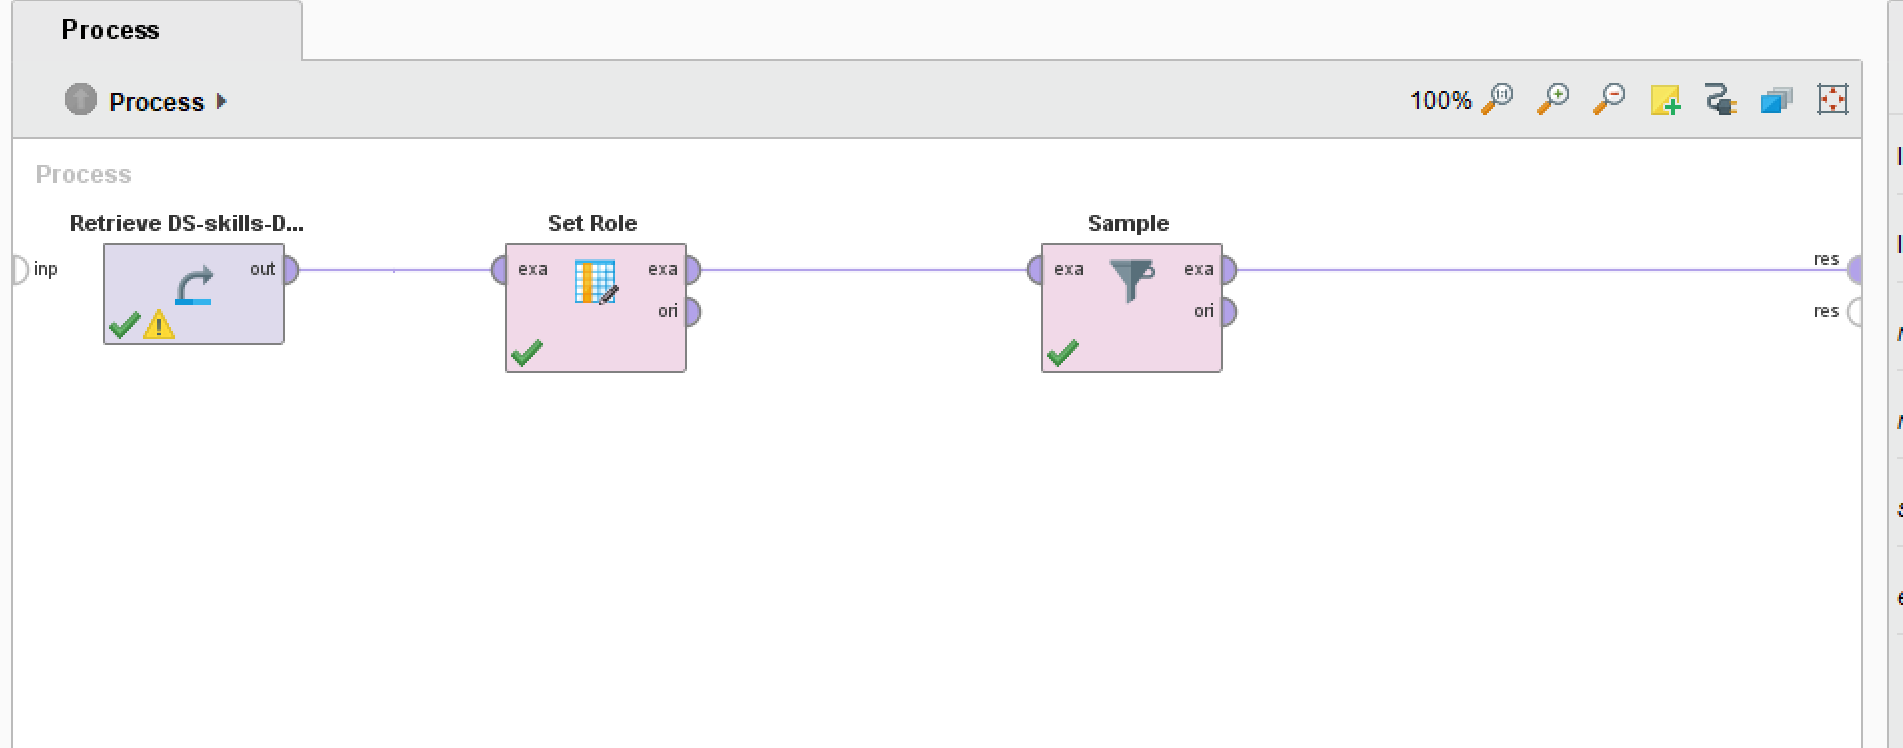 Process
Process
100%
Process
Retrieve DS-skills-D...
Set Role
Sample
inp
out
exa
exa
ori
exa
exa
ori
res
res